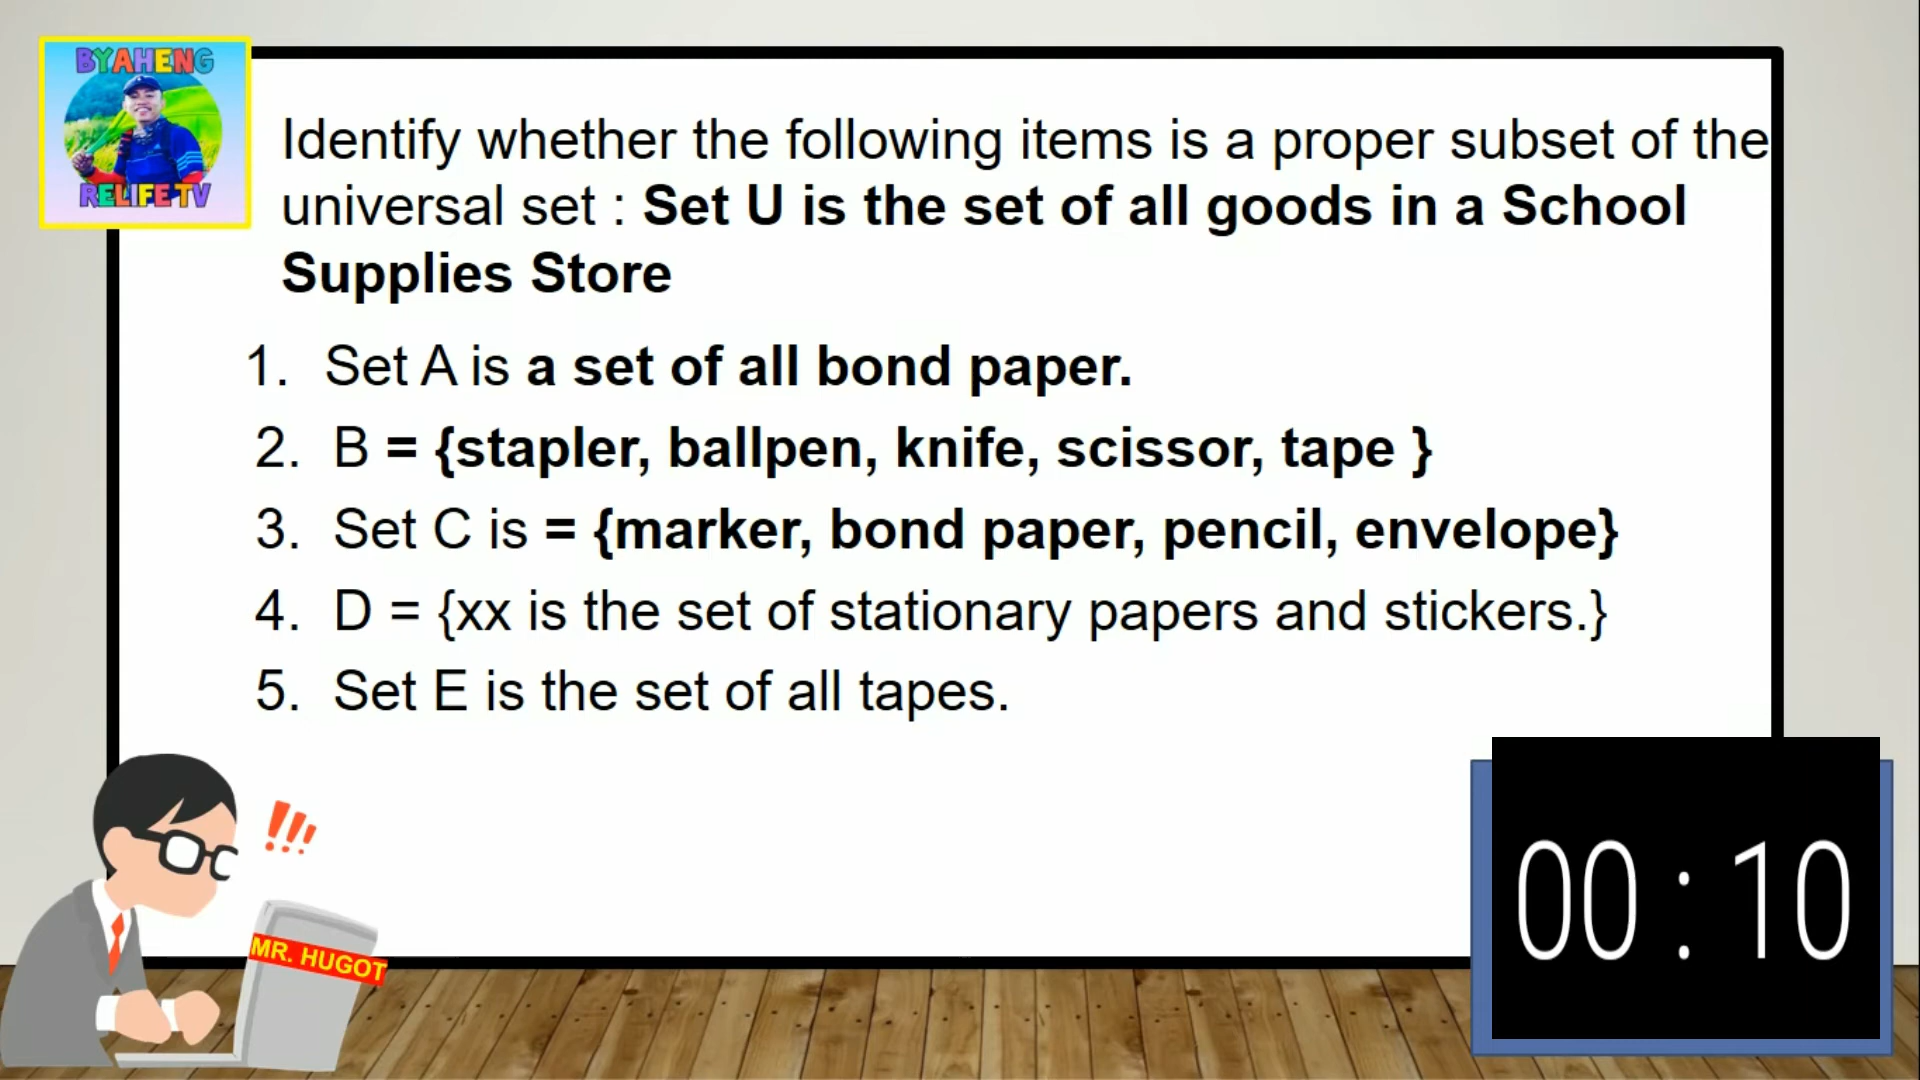 BYAHENG
RELIFE TV
Identify whether the following items is a proper subset of the
universal set : Set U is the set of all goods in a School
Supplies Store
1. Set A is a set of all bond paper.
2. B = {stapler, ballpen, knife, scissor, tape }
3. Set C is = {marker, bond paper, pencil, envelope}
4. D = {xx is the set of stationary papers and stickers.}
5. Set E is the set of all tapes.
!!!
MR. HUGOT
00 : 10